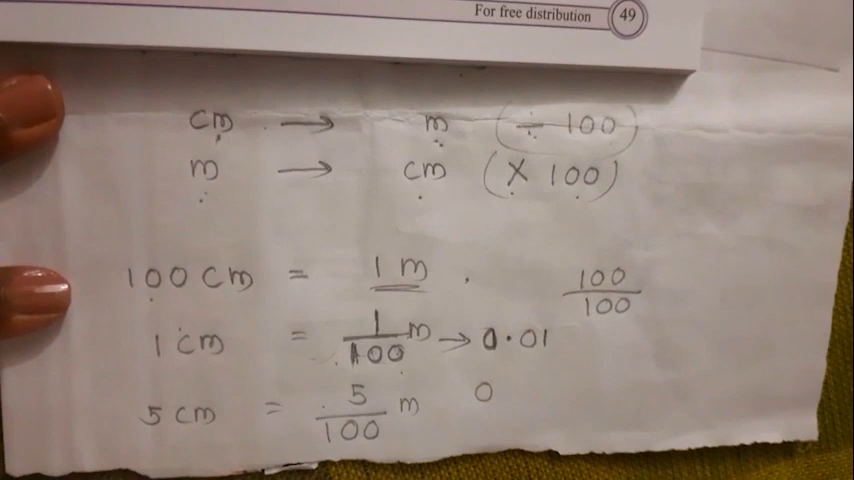 For free distribution 49
cm → m (÷ 100)
m → cm (× 100)
100 cm = 1 m . 100/100
1 cm = 1/100 m → 0.01
5 cm = 5/100 m 0